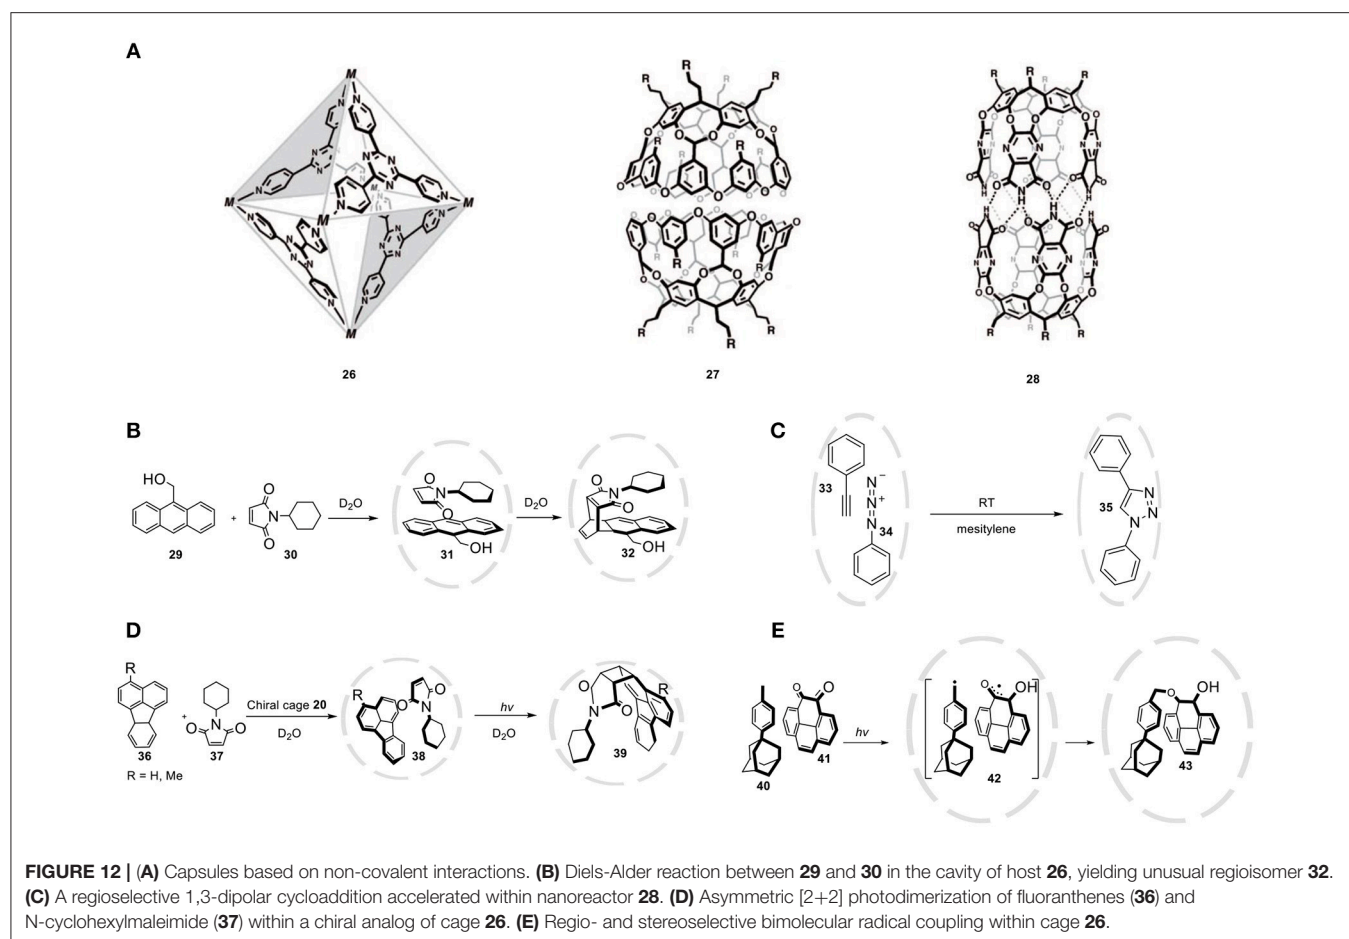 A
M
M
M
M
M
M
N
N
N
N
N
N
26
R
R
R
R
R
R
O
O
O
O
R
R
R
R
R
R
27
R
R
R
O
O
N
N
N
H
O
O
N
N
O
R
R
R
28
B
HO
29
+
O
N
O
30
D2O
O
N
O
OH
31
D2O
O
N
O
OH
32
C
33
N−
N+
N
34
RT
mesitylene
35
N
N
N
D
R
36
R = H, Me
+
O
N
O
37
Chiral cage 20
D2O
R
O
N
O
38
hv
D2O
O
N
O
R
39
E
40
O
O
41
hv
O
OH
42
O
OH
43
FIGURE 12 | (A) Capsules based on non-covalent interactions. (B) Diels-Alder reaction between 29 and 30 in the cavity of host 26, yielding unusual regioisomer 32.
(C) A regioselective 1,3-dipolar cycloaddition accelerated within nanoreactor 28. (D) Asymmetric [2+2] photodimerization of fluoranthenes (36) and
N-cyclohexylmaleimide (37) within a chiral analog of cage 26. (E) Regio- and stereoselective bimolecular radical coupling within cage 26.